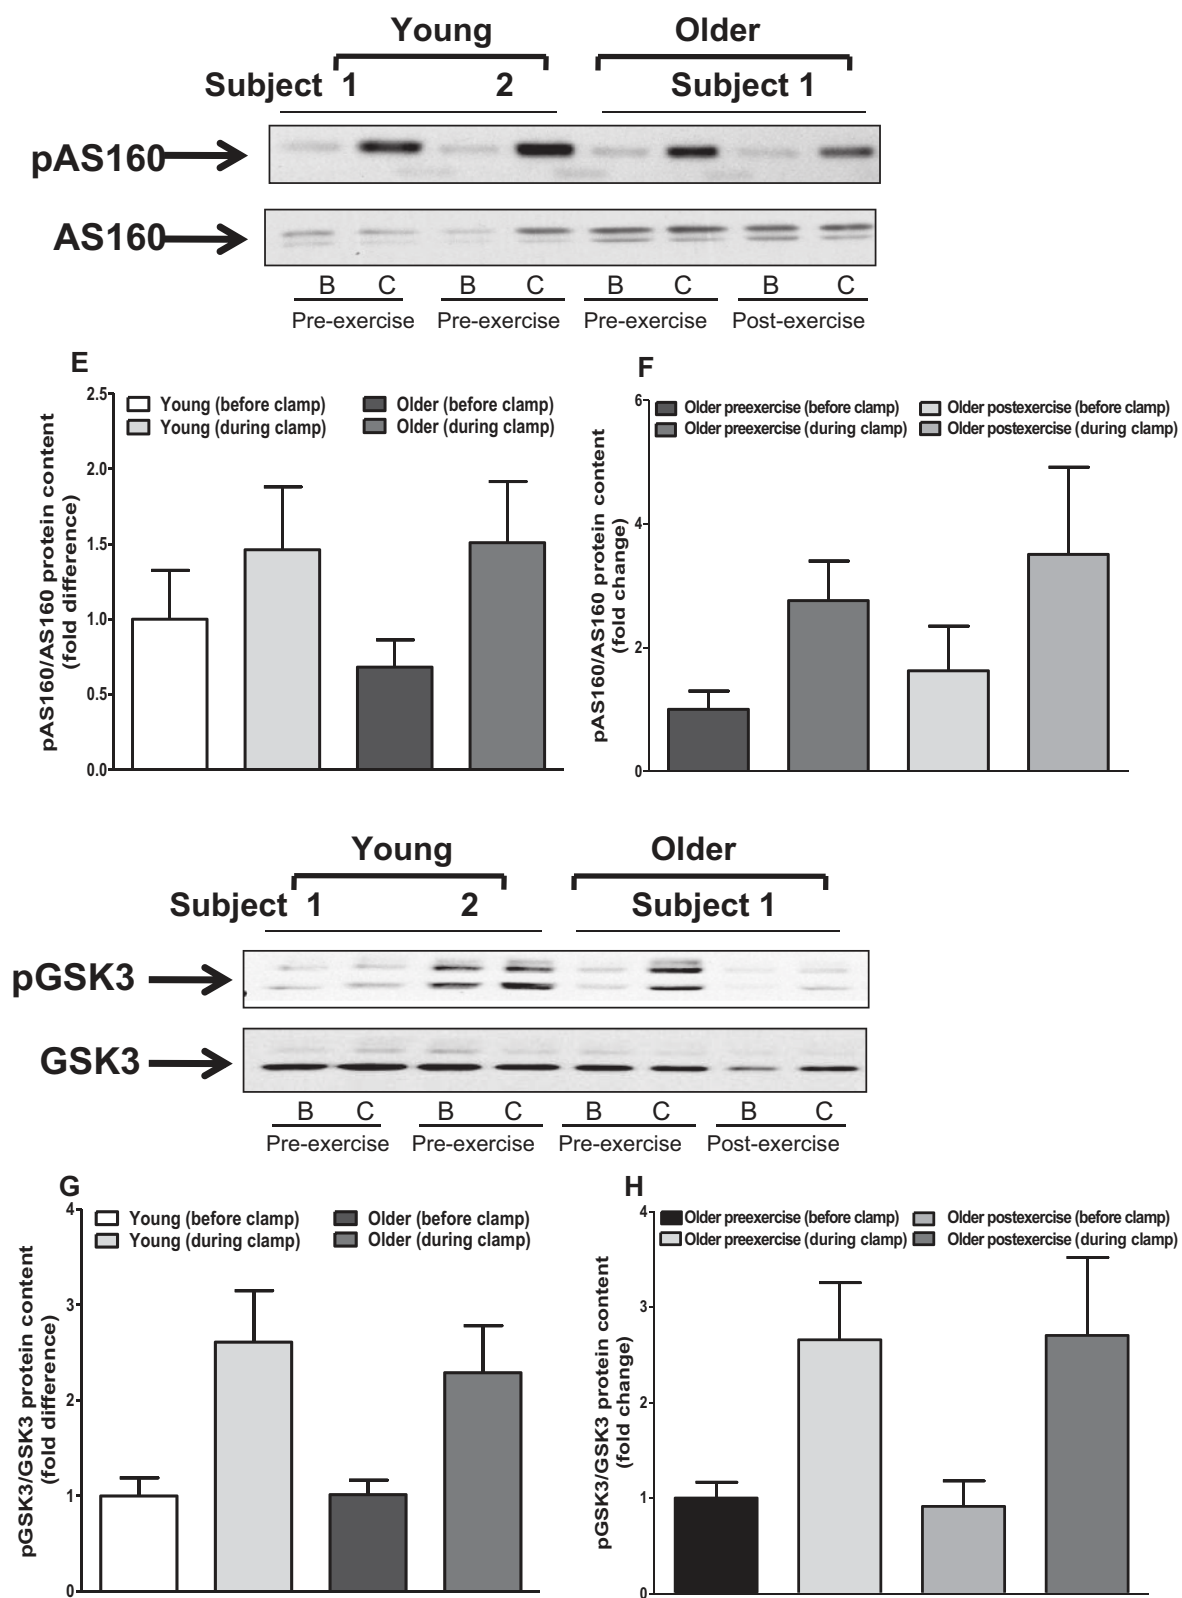 Young Older
Subject 1 2 Subject 1
pAS160
AS160
B C B C B C B C
Pre-exercise Pre-exercise Pre-exercise Post-exercise
E
pAS160/AS160 protein content
(fold difference)
2.5
2.0
1.5
1.0
0.5
0.0
Young (before clamp) Older (before clamp)
Young (during clamp) Older (during clamp)
F
pAS160/AS160 protein content
(fold change)
6
4
2
0
Older preexercise (before clamp) Older postexercise (before clamp)
Older preexercise (during clamp) Older postexercise (during clamp)
Young Older
Subject 1 2 Subject 1
pGSK3
GSK3
B C B C B C B C
Pre-exercise Pre-exercise Pre-exercise Post-exercise
G
pGSK3/GSK3 protein content
(fold difference)
4
3
2
1
0
Young (before clamp) Older (before clamp)
Young (during clamp) Older (during clamp)
H
pGSK3/GSK3 protein content
(fold change)
4
3
2
1
0
Older preexercise (before clamp) Older postexercise (before clamp)
Older preexercise (during clamp) Older postexercise (during clamp)